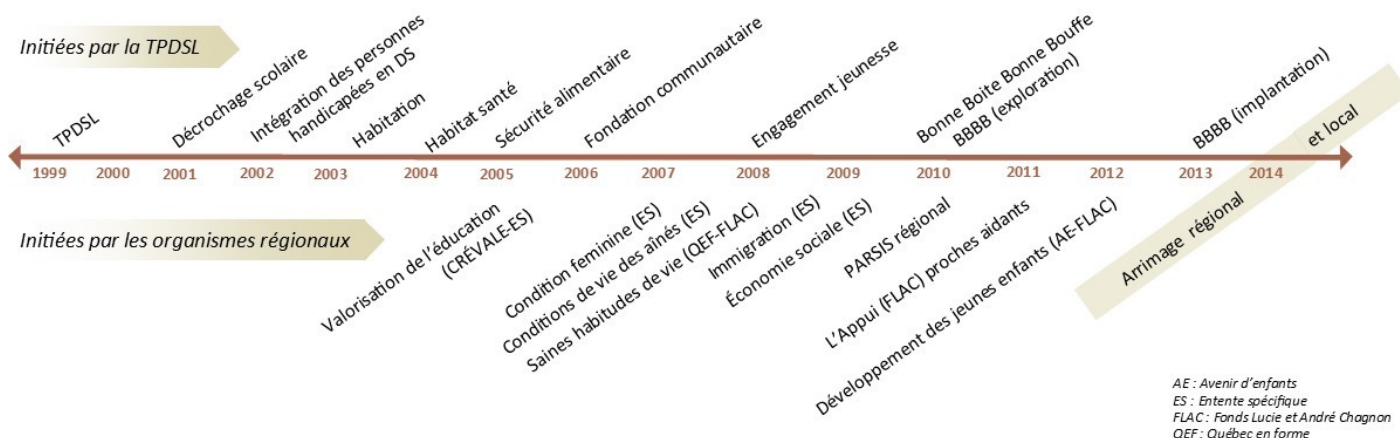 Initiées par la TPDSL
TPDSL
Décrochage scolaire
Intégration des personnes
handicapées en DS
Habitation
Habitat santé
Sécurité alimentaire
Fondation communautaire
Engagement jeunesse
Bonne Boite Bonne Bouffe
BBBB (exploration)
BBBB (implantation)
1999 2000 2001 2002 2003 2004 2005 2006 2007 2008 2009 2010 2011 2012 2013 2014
Initiées par les organismes régionaux
Valorisation de l'éducation
(CRÉVALE-ES)
Condition feminine (ES)
Conditions de vie des aînés (ES)
Saines habitudes de vie (QEF-FLAC)
Immigration (ES)
Économie sociale (ES)
PARSIS régional
L'Appui (FLAC) proches aidants
Développement des jeunes enfants (AE-FLAC)
Arrimage régional et local
AE : Avenir d'enfants
ES : Entente spécifique
FLAC : Fonds Lucie et André Chagnon
QEF : Québec en forme